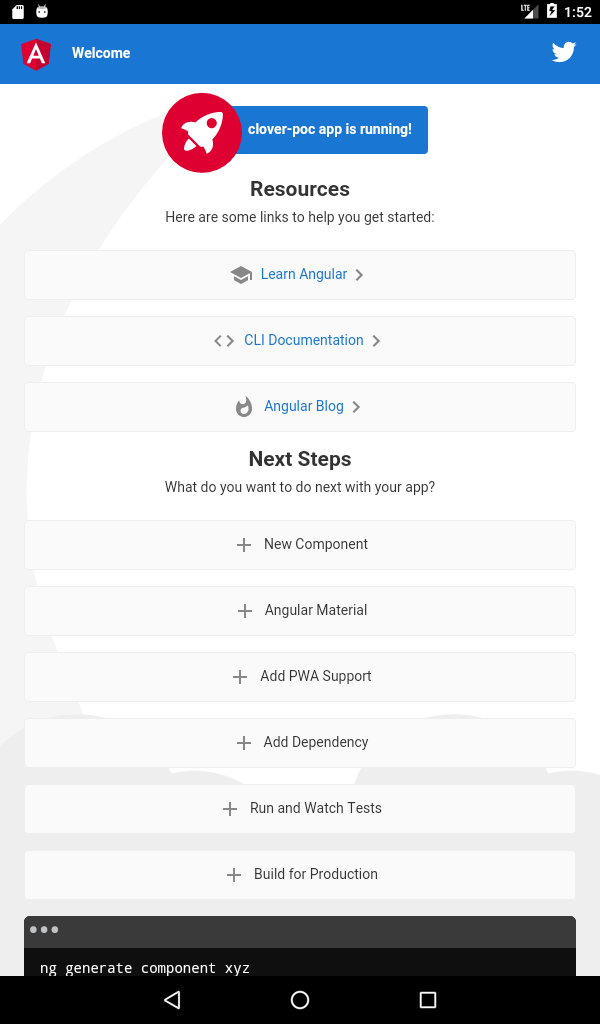 LTE 1:52
Welcome
clover-poc app is running!
Resources
Here are some links to help you get started:
Learn Angular
CLI Documentation
Angular Blog
Next Steps
What do you want to do next with your app?
New Component
Angular Material
Add PWA Support
Add Dependency
Run and Watch Tests
Build for Production
ng generate component xyz